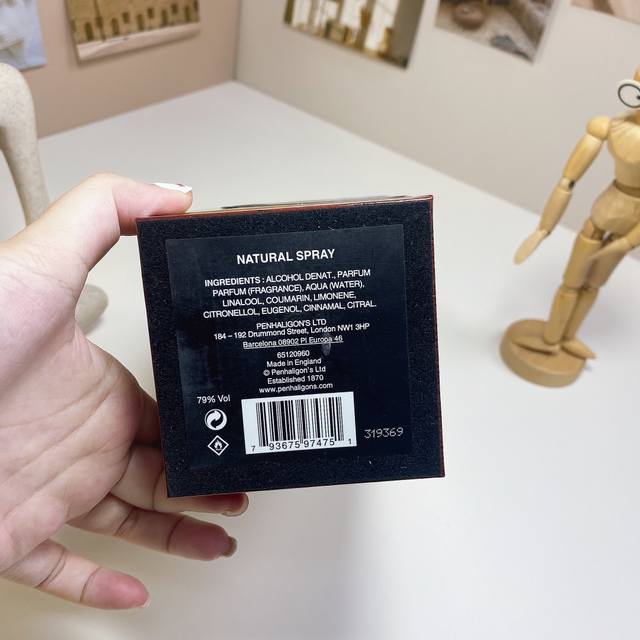 NATURAL SPRAY
INGREDIENTS : ALCOHOL DENAT., PARFUM
PARFUM (FRAGRANCE), AQUA (WATER),
LINALOOL, COUMARIN, LIMONENE,
CITRONELLOL, EUGENOL, CINNAMAL, CITRAL.
PENHALIGON'S LTD
184 – 192 Drummond Street, London NW1 3HP
Barcelona 08902 Pl Europa 46
65120960
Made in England
© Penhaligon's Ltd
Established 1870
www.penhaligons.com
79% Vol
7 93675 97475 1
319369